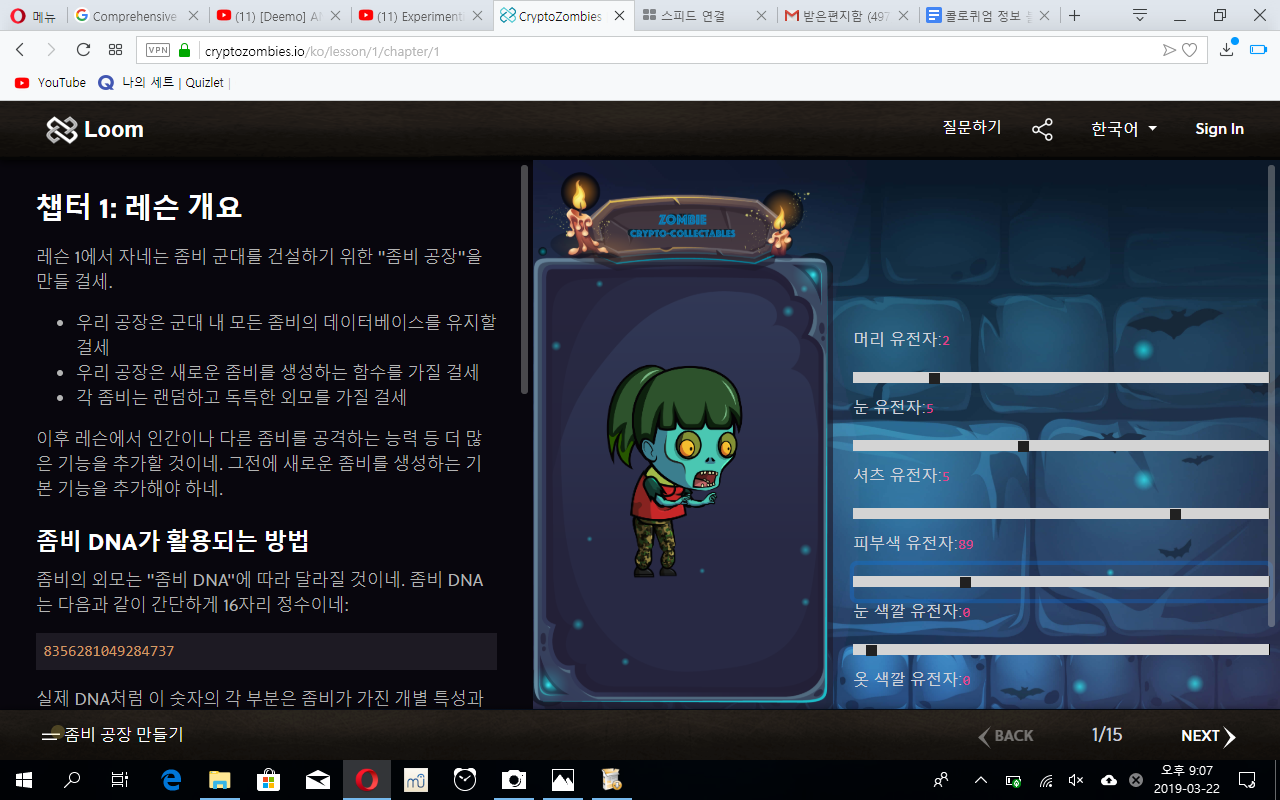 메뉴
Comprehensive
(11) [Deemo] A
(11) Experiment
CryptoZombies
스피드 연결
받은편지함 (497
콜로퀴엄 정보
VPN
cryptozombies.io/ko/lesson/1/chapter/1
YouTube
나의 세트 | Quizlet
Loom
질문하기
한국어
Sign In
챕터 1: 레슨 개요
레슨 1에서 자네는 좀비 군대를 건설하기 위한 "좀비 공장"을
만들 걸세.
우리 공장은 군대 내 모든 좀비의 데이터베이스를 유지할
걸세
우리 공장은 새로운 좀비를 생성하는 함수를 가질 걸세
각 좀비는 랜덤하고 독특한 외모를 가질 걸세
이후 레슨에서 인간이나 다른 좀비를 공격하는 능력 등 더 많
은 기능을 추가할 것이네. 그전에 새로운 좀비를 생성하는 기
본 기능을 추가해야 하네.
좀비 DNA가 활용되는 방법
좀비의 외모는 "좀비 DNA"에 따라 달라질 것이네. 좀비 DNA
는 다음과 같이 간단하게 16자리 정수이네:
8356281049284737
실제 DNA처럼 이 숫자의 각 부분은 좀비가 가진 개별 특성과
ZOMBIE
CRYPTO-COLLECTABLES
머리 유전자:2
눈 유전자:5
셔츠 유전자:5
피부색 유전자:89
눈 색깔 유전자:0
옷 색깔 유전자:0
좀비 공장 만들기
BACK
1/15
NEXT
오후 9:07
2019-03-22